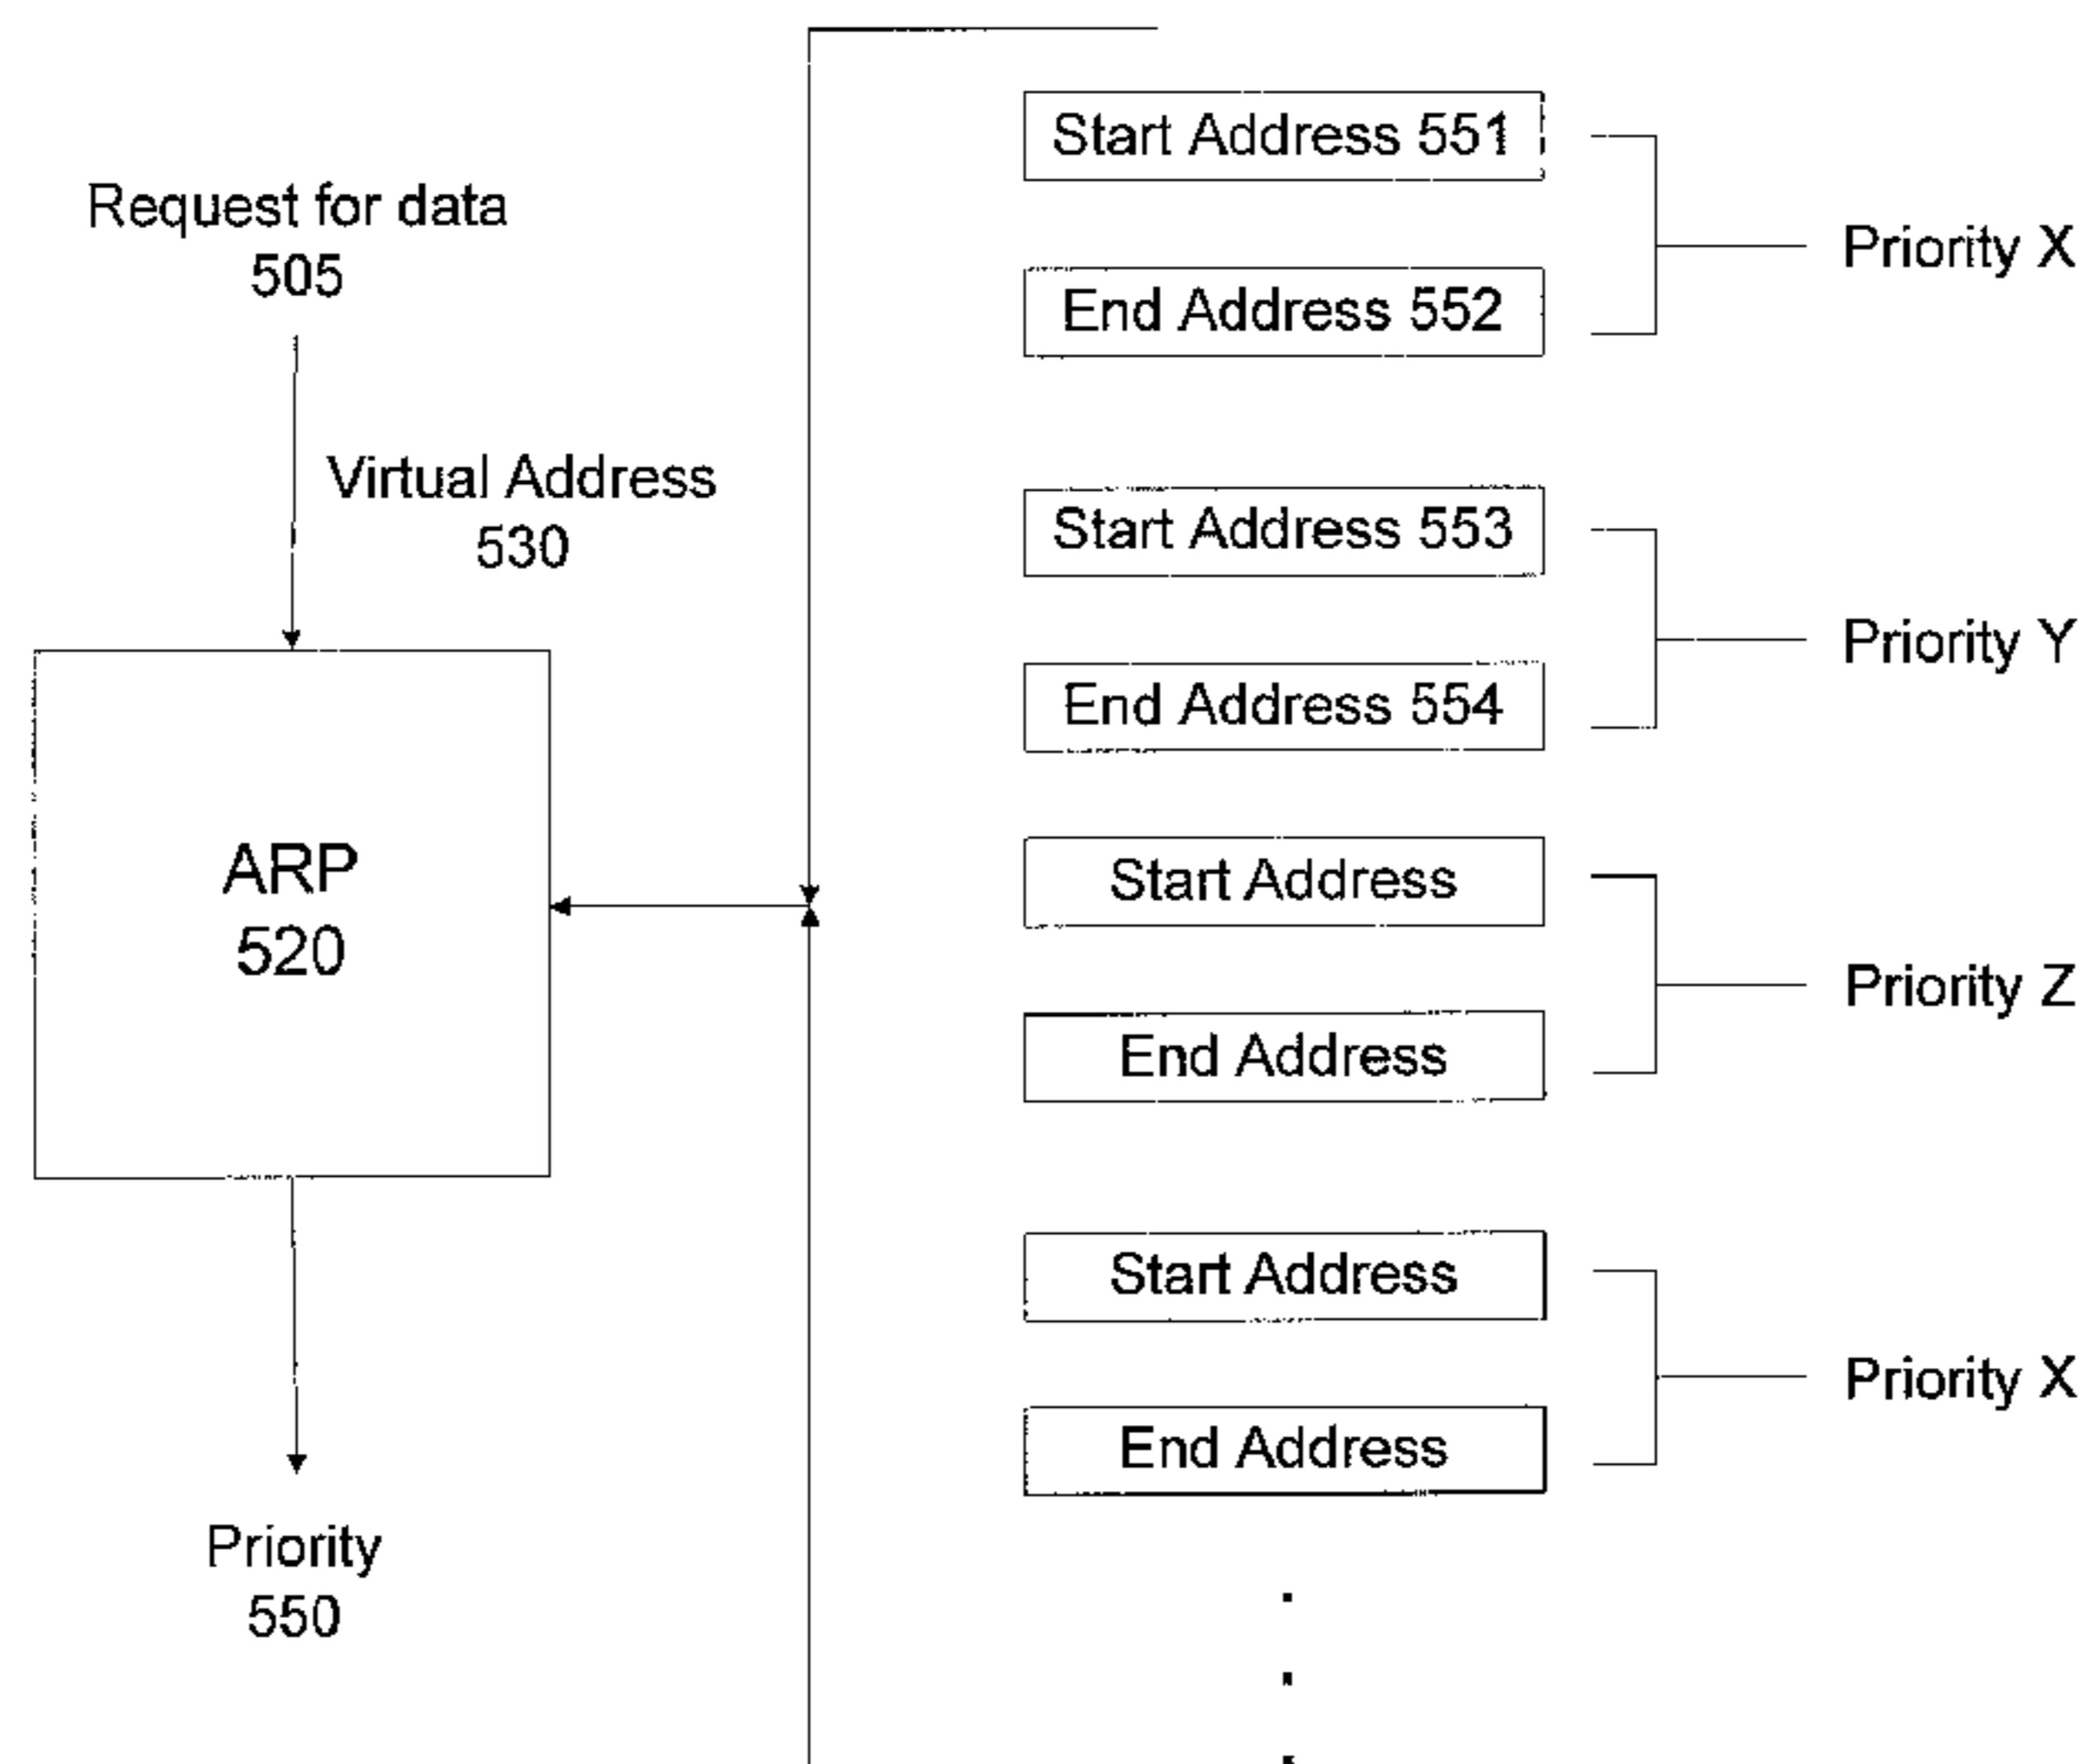 Request for data
505
Virtual Address
530
ARP
520
Priority
550
Start Address 551
End Address 552
Priority X
Start Address 553
End Address 554
Priority Y
Start Address
End Address
Priority Z
Start Address
End Address
Priority X